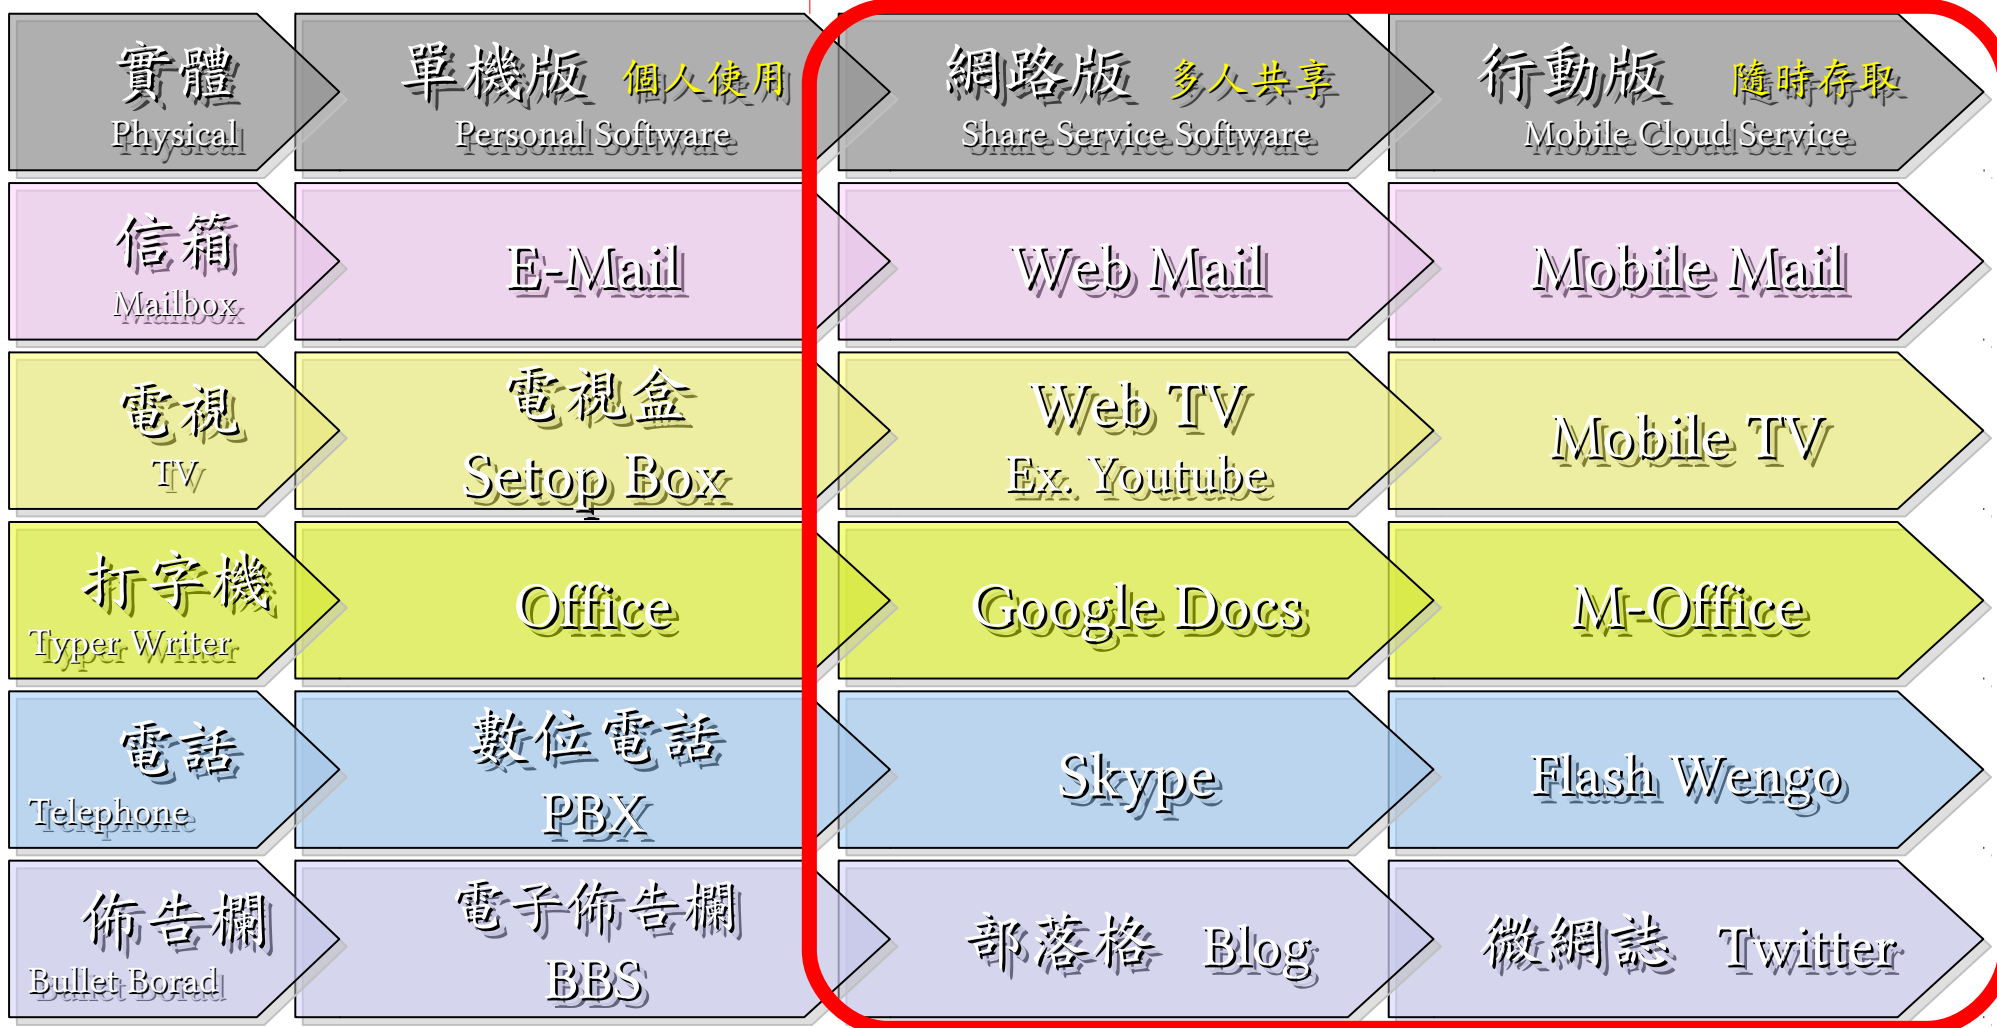 實體
Physical
單機版 個人使用
Personal Software
網路版 多人共享
Share Service Software
行動版 隨時存取
Mobile Cloud Service
信箱
Mailbox
E-Mail
Web Mail
Mobile Mail
電視
TV
電視盒
Setop Box
Web TV
Ex. Youtube
Mobile TV
打字機
Typer Writer
Office
Google Docs
M-Office
電話
Telephone
數位電話
PBX
Skype
Flash Wengo
佈告欄
Bullet Borad
電子佈告欄
BBS
部落格 Blog
微網誌 Twitter